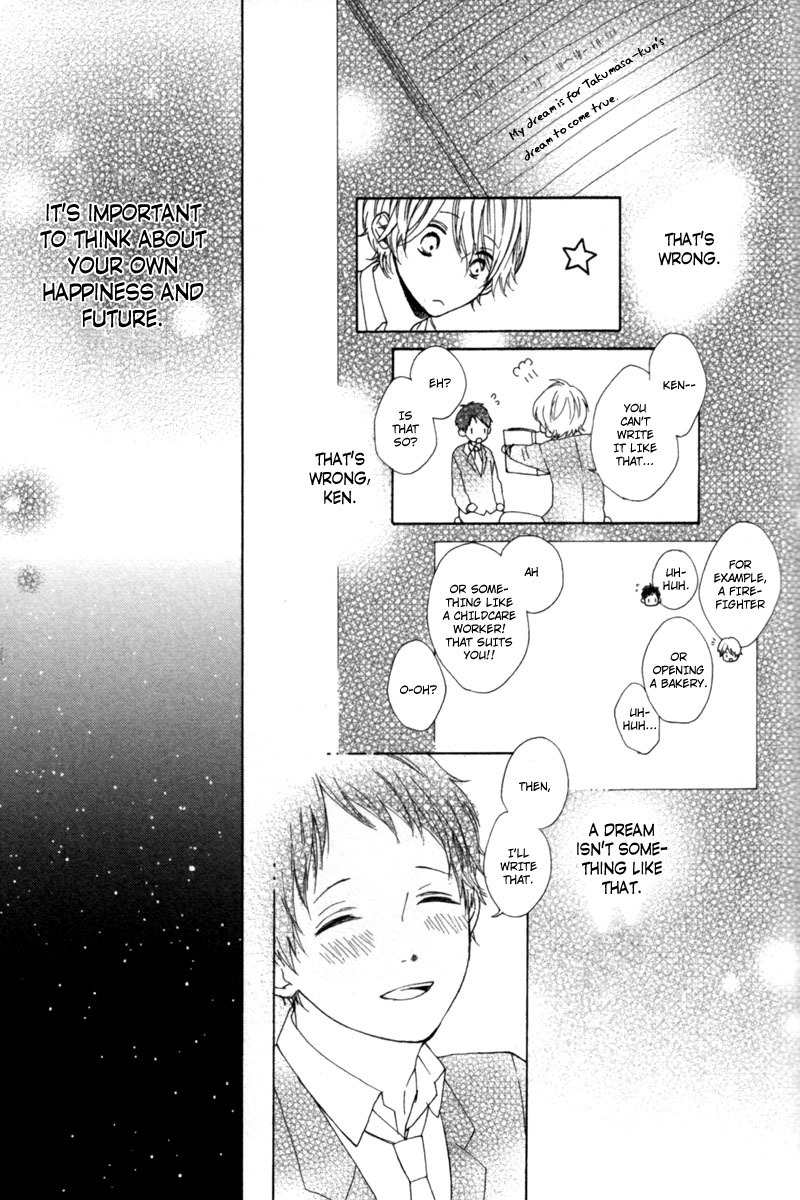 My dream is for Takumasa-kun's
dream to come true.
THAT'S
WRONG.
KEN--
YOU
CAN'T
WRITE
IT LIKE
THAT...
EH?
IS
THAT
SO?
THAT'S
WRONG,
KEN.
FOR
EXAMPLE,
A FIRE-
FIGHTER
UH-
HUH.
OR
OPENING
A BAKERY.
UH-
HUH...
AH
OR SOME-
THING LIKE
A CHILDCARE
WORKER!
THAT SUITS
YOU!!
O-OH?
THEN,
I'LL
WRITE
THAT.
A DREAM
ISN'T SOME-
THING LIKE
THAT.
IT'S IMPORTANT
TO THINK ABOUT
YOUR OWN
HAPPINESS AND
FUTURE.